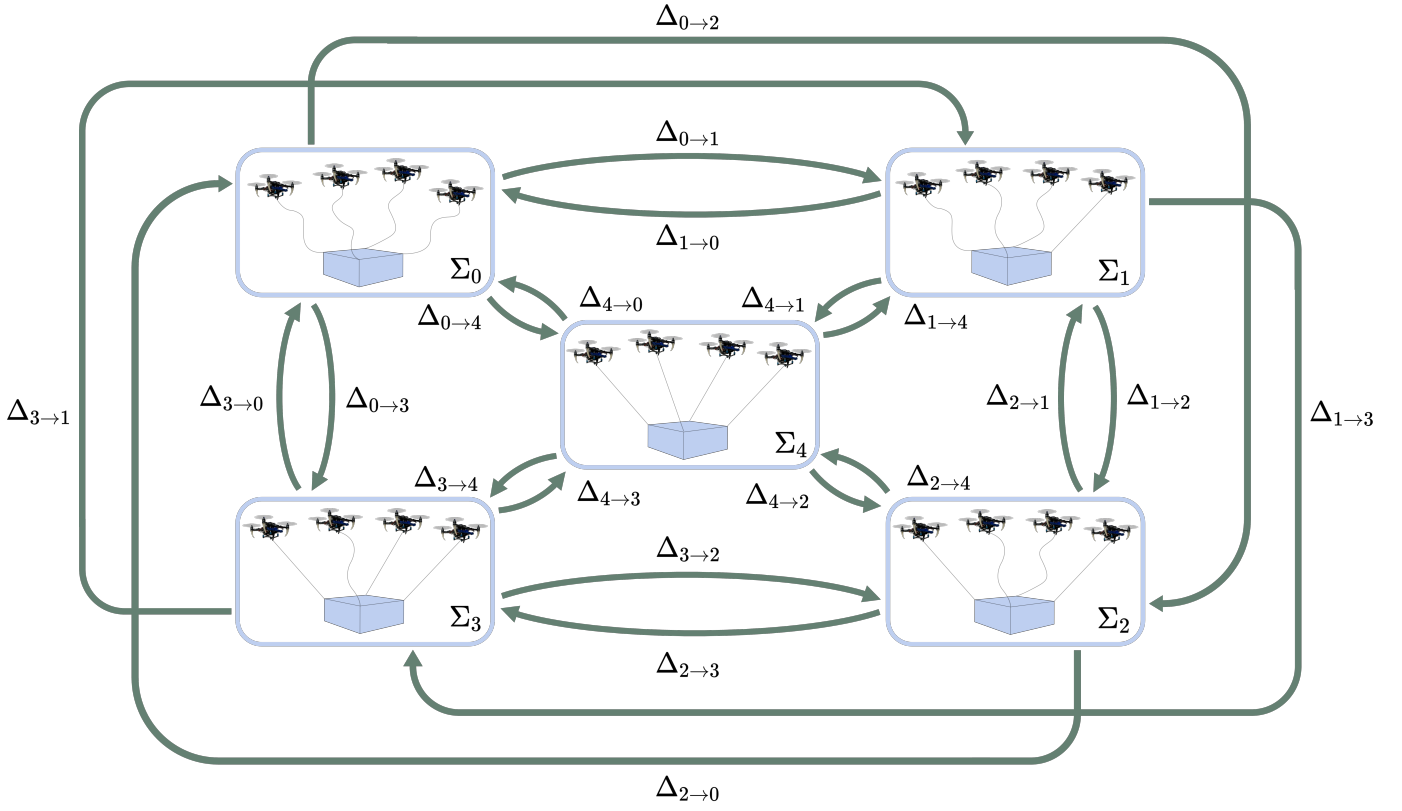 Δ₀→₂
Δ₀→₁
Δ₁→₀
Σ₀
Σ₁
Δ₄→₀
Δ₄→₁
Δ₀→₄
Δ₁→₄
Δ₃→₁
Δ₃→₀
Δ₀→₃
Δ₂→₁
Δ₁→₂
Δ₁→₃
Σ₄
Δ₃→₄
Δ₄→₃
Δ₄→₂
Δ₂→₄
Δ₃→₂
Σ₃
Σ₂
Δ₂→₃
Δ₂→₀